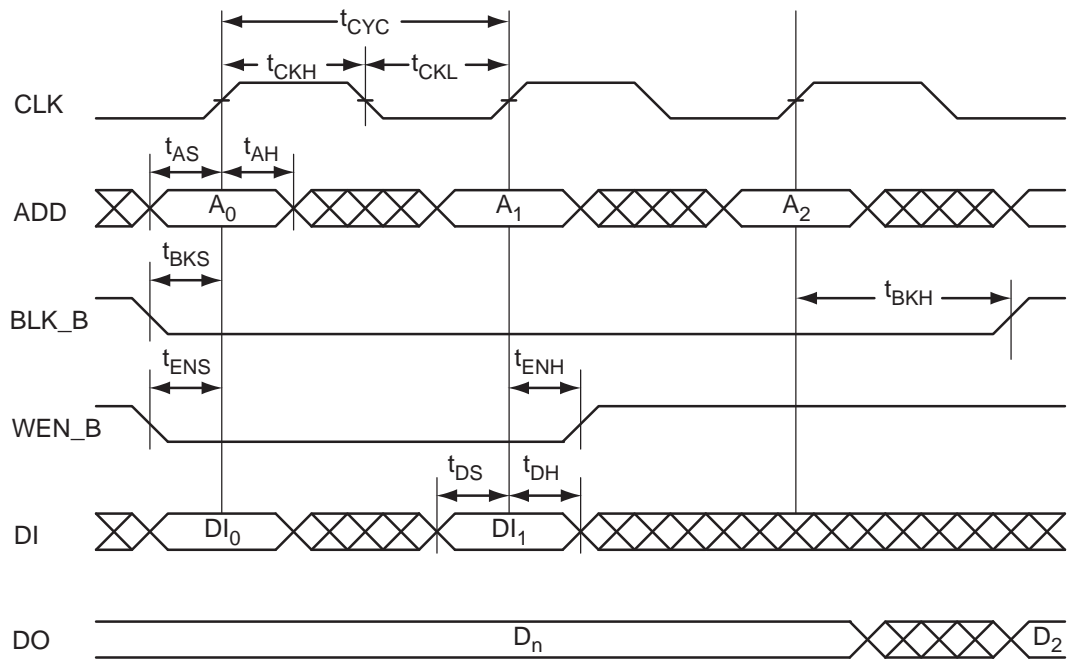 tCYC
tCKH tCKL
CLK
tAS tAH
ADD A0 A1 A2
tBKS
tBKH
BLK_B
tENS tENH
WEN_B
tDS tDH
DI DI0 DI1
DO Dn D2